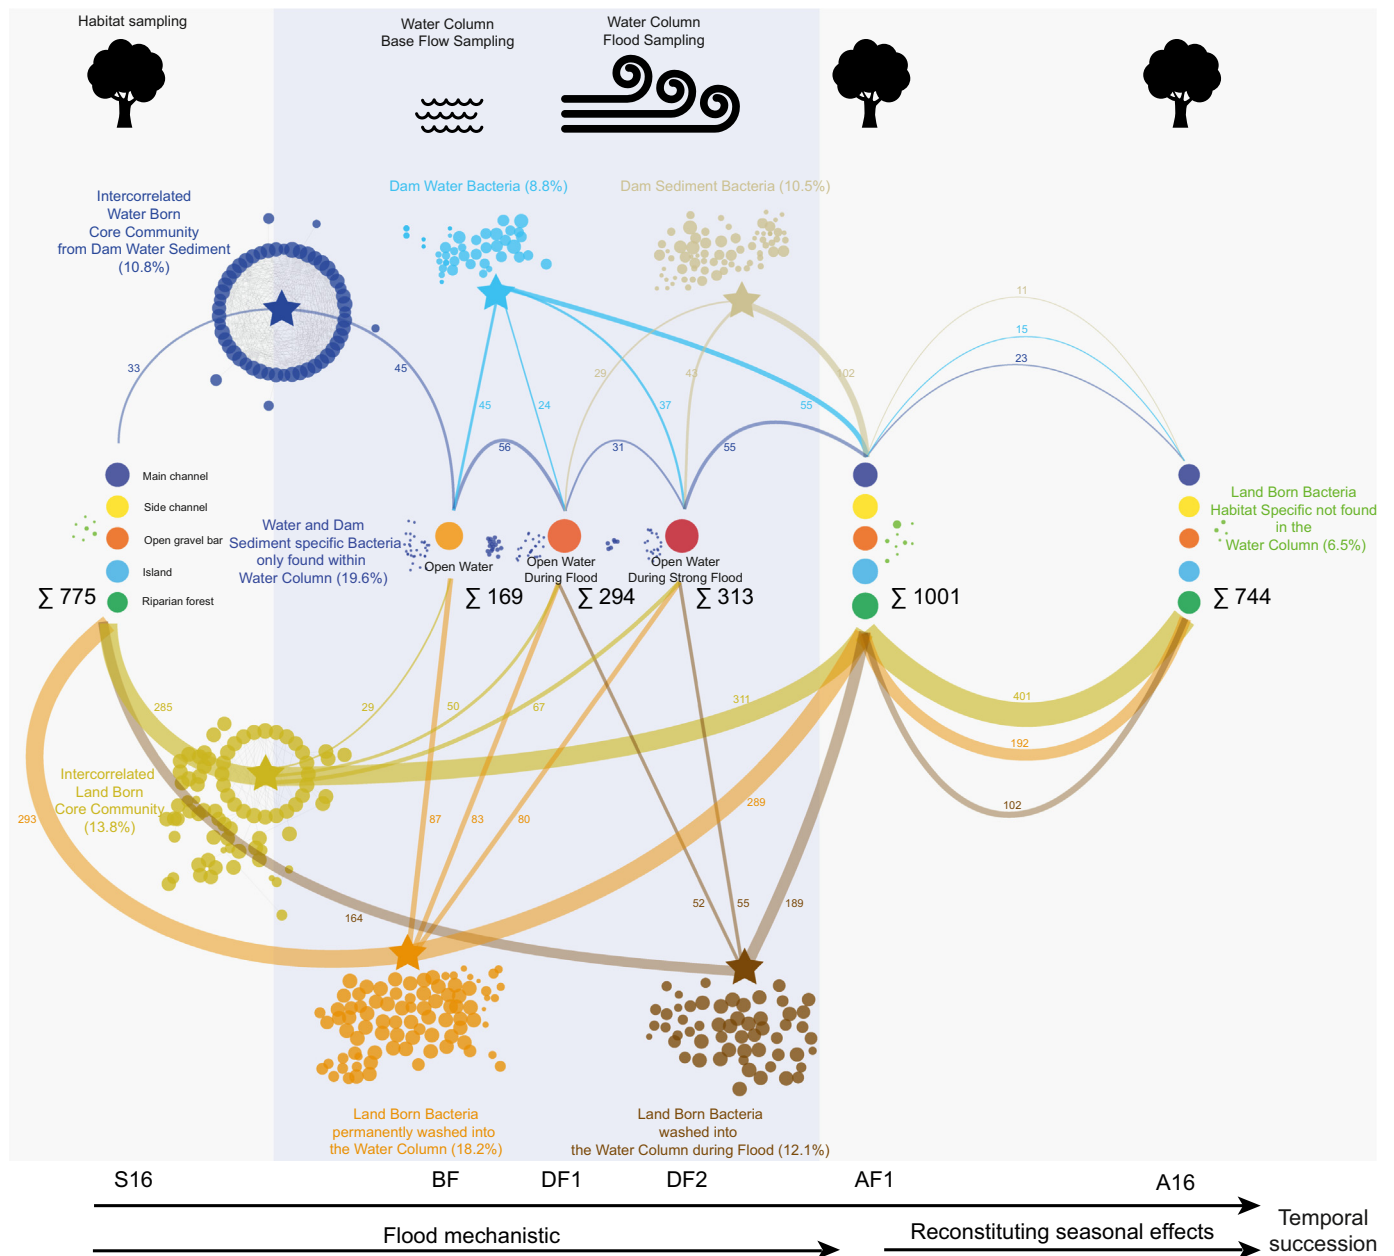 Habitat sampling
Water Column
Base Flow Sampling
Water Column
Flood Sampling
Intercorrelated
Water Born
Core Community
from Dam Water Sediment
(10.8%)
Dam Water Bacteria (8.8%)
Dam Sediment Bacteria (10.5%)
11
15
23
33
45
29
43
102
45
24
37
55
56
31
55
Main channel
Side channel
Open gravel bar
Island
Riparian forest
Water and Dam
Sediment specific Bacteria
only found within
Water Column (19.6%)
Open Water
Open Water
During Flood
Open Water
During Strong Flood
Land Born Bacteria
Habitat Specific not found
in the
Water Column (6.5%)
∑ 775
∑ 169
∑ 294
∑ 313
∑ 1001
∑ 744
285
29
50
67
311
401
192
102
Intercorrelated
Land Born
Core Community
(13.8%)
293
87
83
80
289
164
52
55
189
Land Born Bacteria
permanently washed into
the Water Column (18.2%)
Land Born Bacteria
washed into
the Water Column during Flood (12.1%)
S16
BF
DF1
DF2
AF1
A16
Flood mechanistic
Reconstituting seasonal effects
Temporal
succession